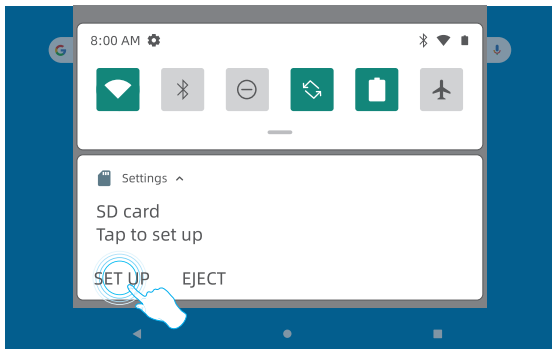 8:00 AM
Settings
SD card
Tap to set up
SET UP EJECT